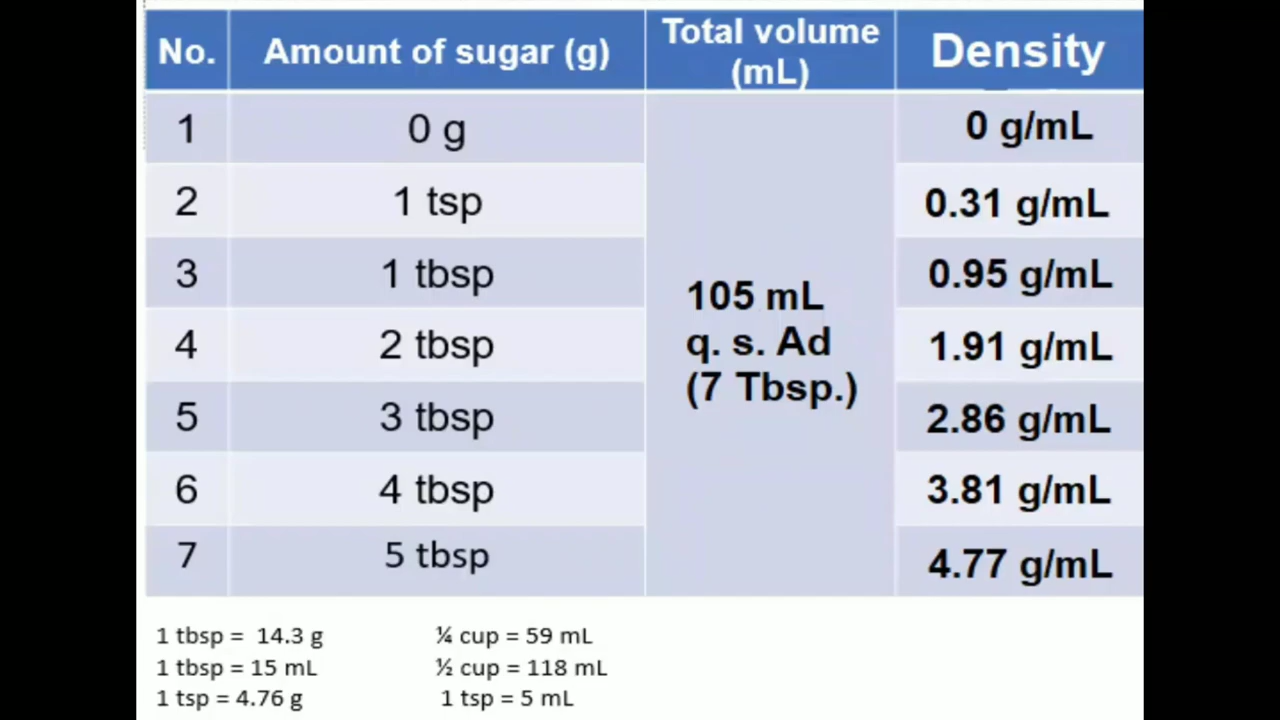 No. Amount of sugar (g) Total volume (mL) Density
1 0 g 0 g/mL
2 1 tsp 0.31 g/mL
3 1 tbsp 0.95 g/mL
4 2 tbsp 1.91 g/mL
5 3 tbsp 2.86 g/mL
6 4 tbsp 3.81 g/mL
7 5 tbsp 4.77 g/mL
105 mL
q. s. Ad
(7 Tbsp.)
1 tbsp = 14.3 g ¼ cup = 59 mL
1 tbsp = 15 mL ½ cup = 118 mL
1 tsp = 4.76 g 1 tsp = 5 mL